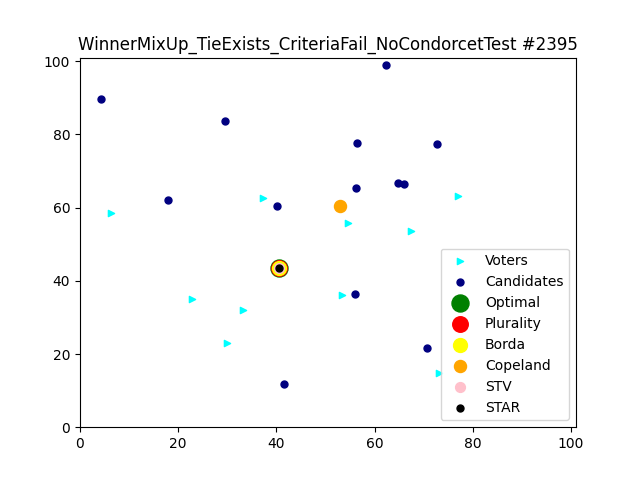 WinnerMixUp_TieExists_CriteriaFail_NoCondorcetTest #2395
100
80
60
40
20
0
0 20 40 60 80 100
Voters
Candidates
Optimal
Plurality
Borda
Copeland
STV
STAR